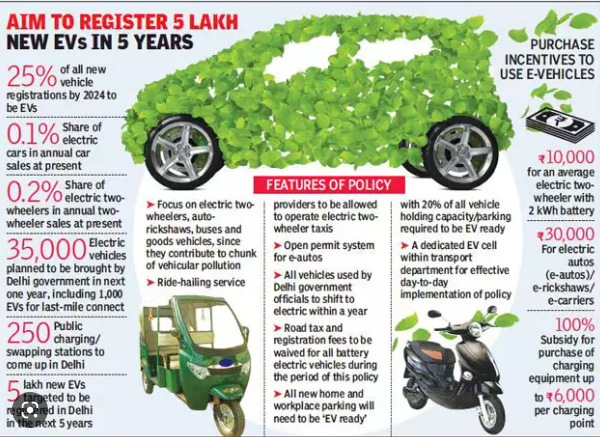 AIM TO REGISTER 5 LAKH
NEW EVs IN 5 YEARS
25% of all new
vehicle
registrations by 2024 to
be EVs
0.1% Share of
electric
cars in annual car
sales at present
0.2% Share of
electric two-
wheelers in annual two-
wheeler sales at present
35,000 Electric
vehicles
planned to be brought by
Delhi government in next
one year, including 1,000
EVs for last-mile connect
250 Public
charging/
swapping stations to
come up in Delhi
5 lakh new EVs
targeted to be
registered in Delhi
in the next 5 years
FEATURES OF POLICY
➤ Focus on electric two-
wheelers, auto-
rickshaws, buses and
goods vehicles, since
they contribute to chunk
of vehicular pollution
➤ Ride-hailing service
providers to be allowed
to operate electric two-
wheeler taxis
➤ Open permit system
for e-autos
➤ All vehicles used by
Delhi government
officials to shift to
electric within a year
➤ Road tax and
registration fees to be
waived for all battery
electric vehicles during
the period of this policy
➤ All new home and
workplace parking will
need to be 'EV ready'
with 20% of all vehicle
holding capacity/parking
required to be EV ready
➤ A dedicated EV cell
within transport
department for effective
day-to-day
implementation of policy
PURCHASE
INCENTIVES TO
USE E-VEHICLES
₹10,000
for an average
electric two-
wheeler with
2 kWh battery
₹30,000
For electric
autos
(e-autos)/
e-rickshaws/
e-carriers
100%
Subsidy for
purchase of
charging
equipment up
to ₹6,000
per charging
point